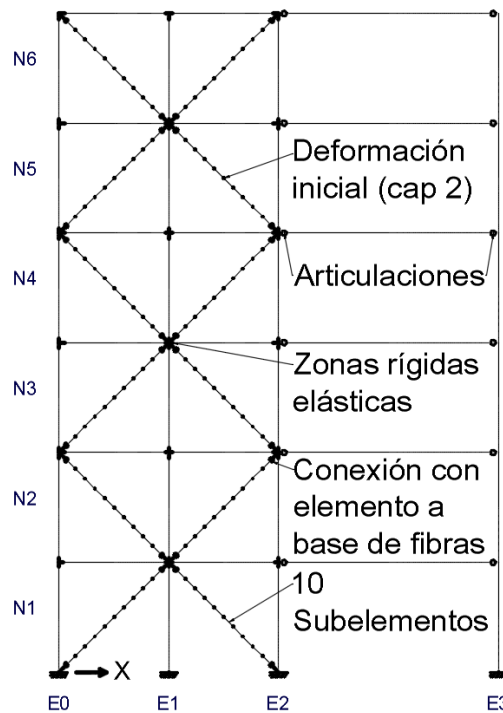 N6
N5
Deformación
inicial (cap 2)
N4
Articulaciones
N3
Zonas rígidas
elásticas
N2
Conexión con
elemento a
base de fibras
N1
10
Subelementos
X
E0
E1
E2
E3